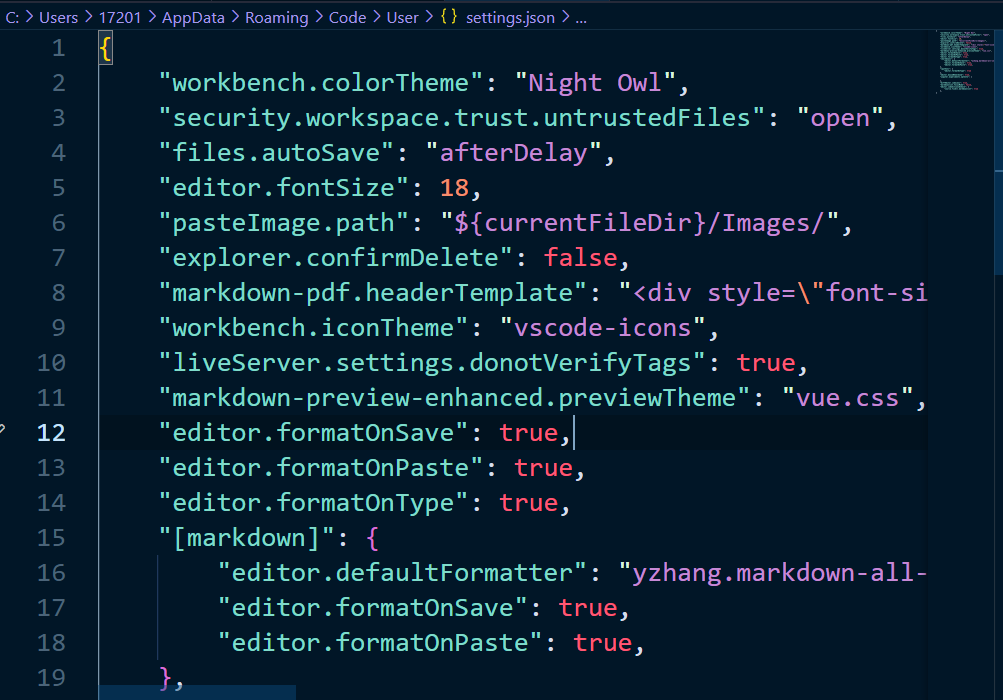 C: > Users > 17201 > AppData > Roaming > Code > User > {} settings.json > ...
1 {
2 "workbench.colorTheme": "Night Owl",
3 "security.workspace.trust.untrustedFiles": "open",
4 "files.autoSave": "afterDelay",
5 "editor.fontSize": 18,
6 "pasteImage.path": "${currentFileDir}/Images/",
7 "explorer.confirmDelete": false,
8 "markdown-pdf.headerTemplate": "<div style=\"font-si
9 "workbench.iconTheme": "vscode-icons",
10 "liveServer.settings.donotVerifyTags": true,
11 "markdown-preview-enhanced.previewTheme": "vue.css",
12 "editor.formatOnSave": true,
13 "editor.formatOnPaste": true,
14 "editor.formatOnType": true,
15 "[markdown]": {
16 "editor.defaultFormatter": "yzhang.markdown-all-
17 "editor.formatOnSave": true,
18 "editor.formatOnPaste": true,
19 },